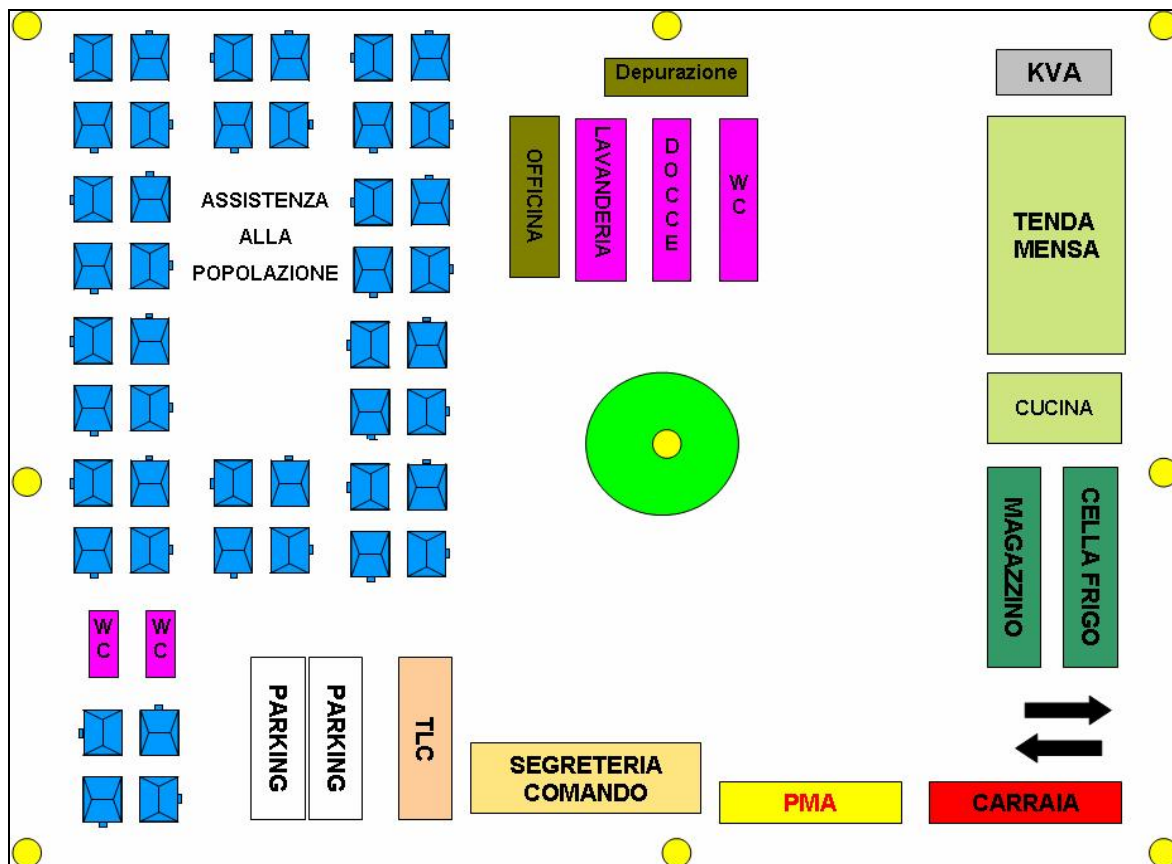 Depurazione
KVA
OFFICINA
LAVANDERIA
DOCCE
WC
ASSISTENZA
ALLA
POPOLAZIONE
TENDA
MENSA
CUCINA
MAGAZZINO
CELLA FRIGO
WC
WC
PARKING
PARKING
TLC
SEGRETERIA
COMANDO
PMA
CARRAIA